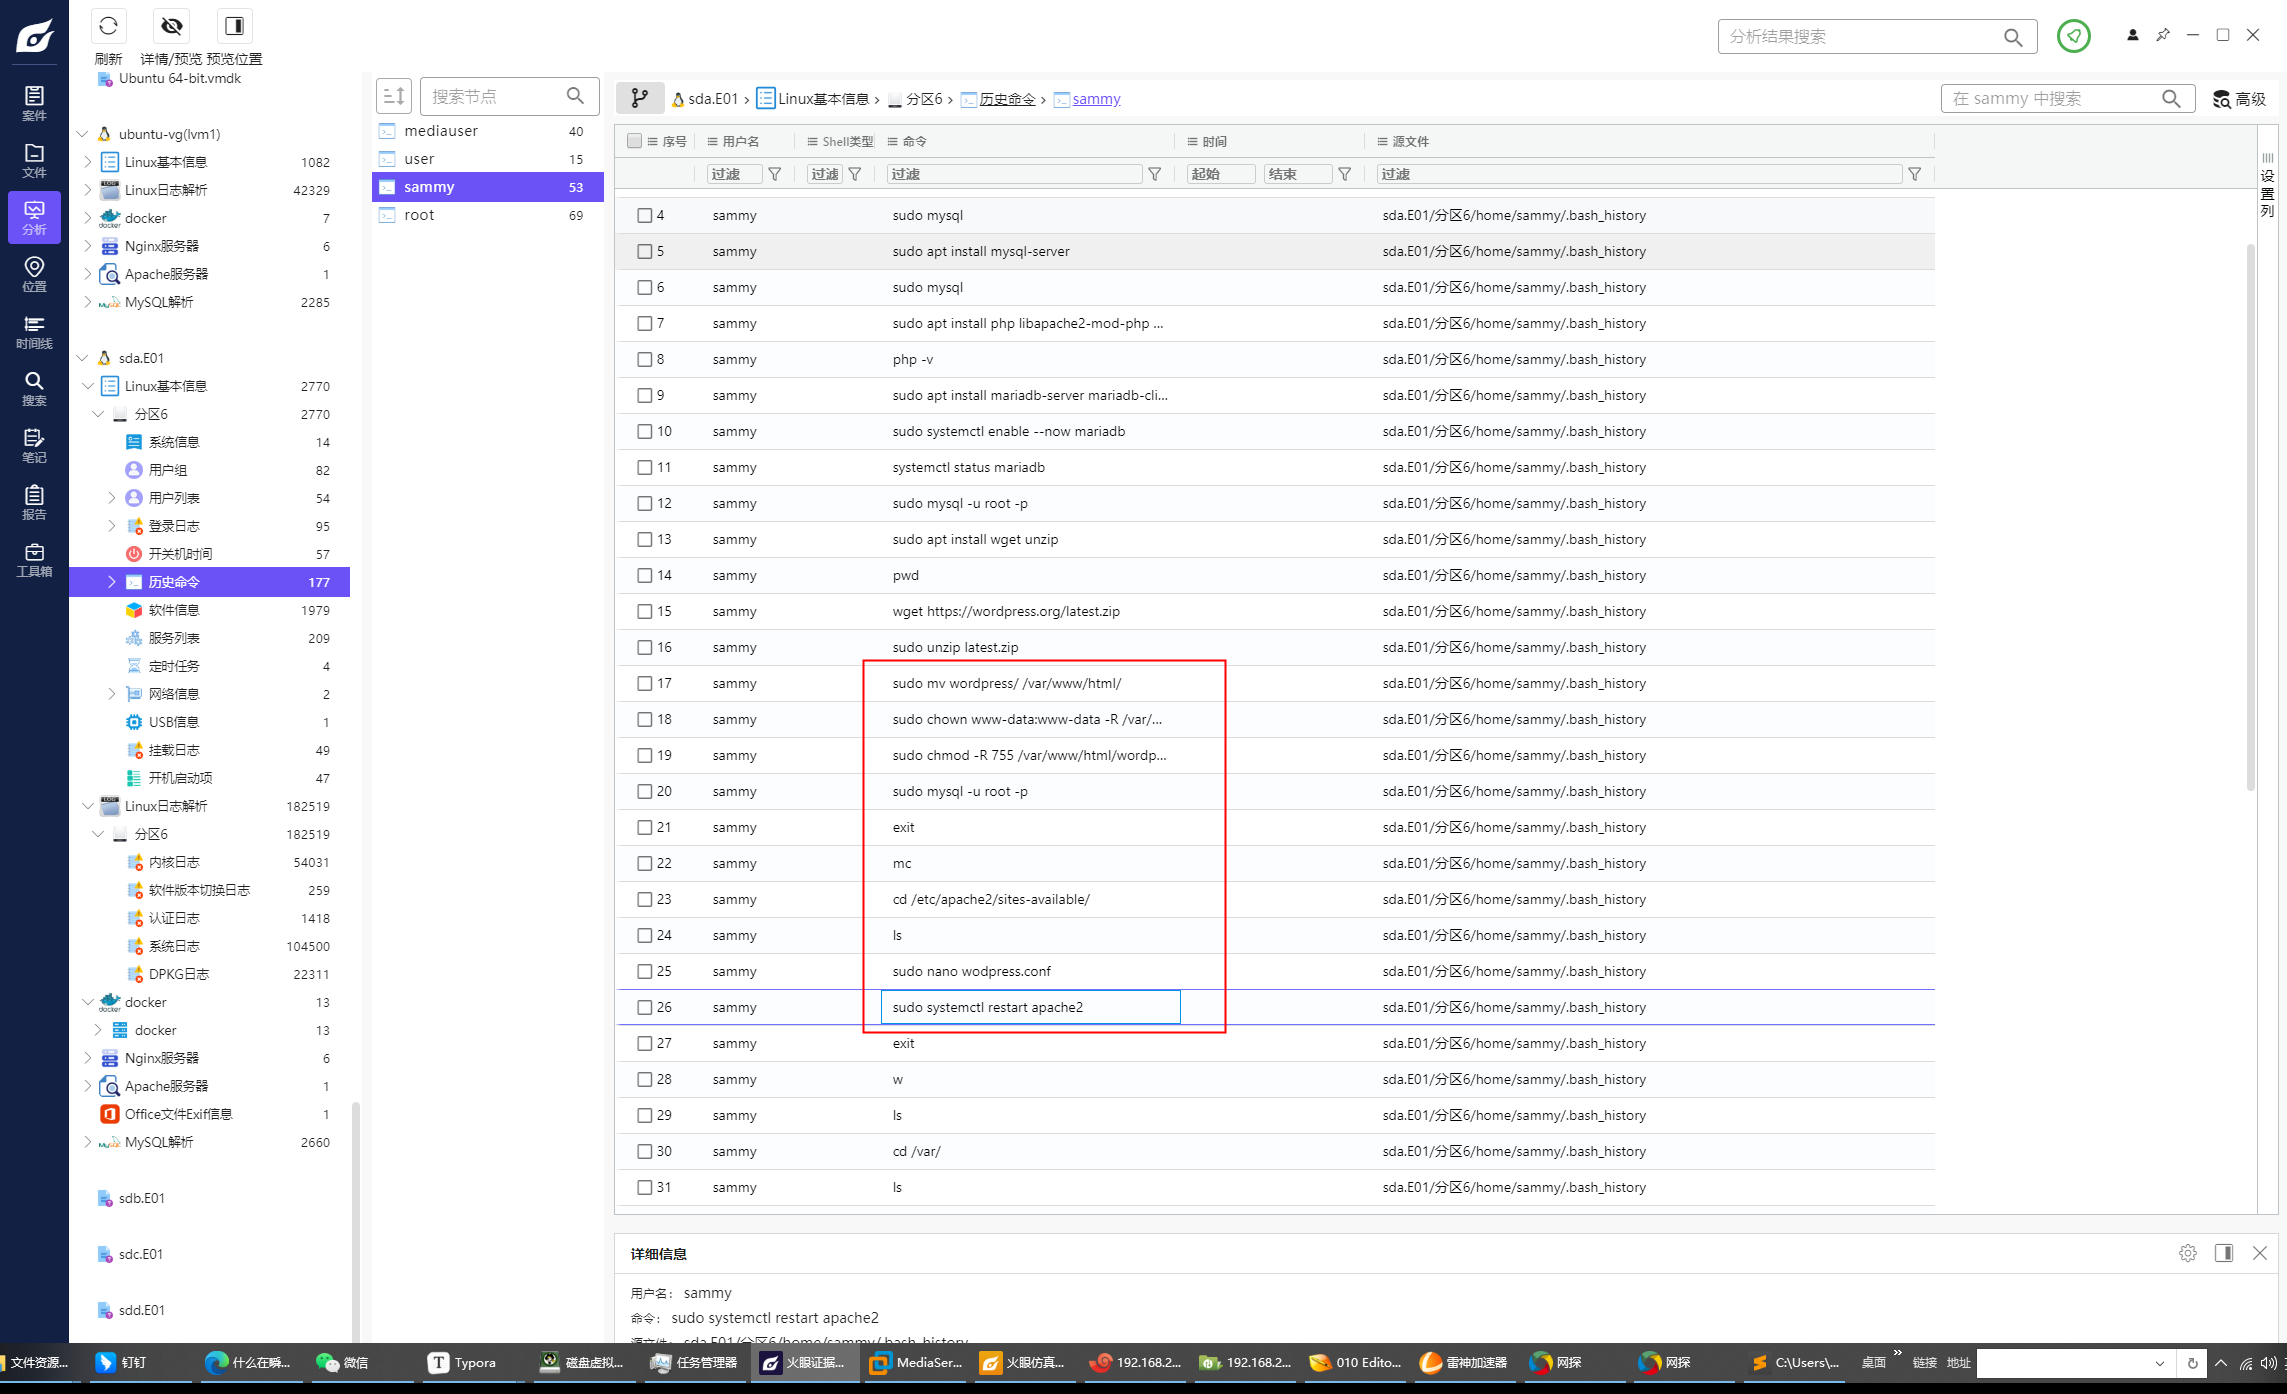 刷新
详情/预览
预览位置
分析结果搜索
案件
文件
分析
位置
时间线
搜索
笔记
报告
工具箱
Ubuntu 64-bit.vmdk
ubuntu-vg(lvm1)
Linux基本信息 1082
Linux日志解析 42329
docker 7
Nginx服务器 6
Apache服务器 1
MySQL解析 2285
sda.E01
Linux基本信息 2770
分区6 2770
系统信息 14
用户组 82
用户列表 54
登录日志 95
开关机时间 57
历史命令 177
软件信息 1979
服务列表 209
定时任务 4
网络信息 2
USB信息 1
挂载日志 49
开机启动项 47
Linux日志解析 182519
分区6 182519
内核日志 54031
软件版本切换日志 259
认证日志 1418
系统日志 104500
DPKG日志 22311
docker 13
docker 13
Nginx服务器 6
Apache服务器 1
Office文件Exif信息 1
MySQL解析 2660
sdb.E01
sdc.E01
sdd.E01
搜索节点
mediauser 40
user 15
sammy 53
root 69
sda.E01 › Linux基本信息 › 分区6 › 历史命令 › sammy
在 sammy 中搜索
高级
序号 用户名 Shell类型 命令 时间 源文件
过滤 过滤 过滤 起始 结束 过滤
设置列
4 sammy sudo mysql sda.E01/分区6/home/sammy/.bash_history
5 sammy sudo apt install mysql-server sda.E01/分区6/home/sammy/.bash_history
6 sammy sudo mysql sda.E01/分区6/home/sammy/.bash_history
7 sammy sudo apt install php libapache2-mod-php ... sda.E01/分区6/home/sammy/.bash_history
8 sammy php -v sda.E01/分区6/home/sammy/.bash_history
9 sammy sudo apt install mariadb-server mariadb-cli... sda.E01/分区6/home/sammy/.bash_history
10 sammy sudo systemctl enable --now mariadb sda.E01/分区6/home/sammy/.bash_history
11 sammy systemctl status mariadb sda.E01/分区6/home/sammy/.bash_history
12 sammy sudo mysql -u root -p sda.E01/分区6/home/sammy/.bash_history
13 sammy sudo apt install wget unzip sda.E01/分区6/home/sammy/.bash_history
14 sammy pwd sda.E01/分区6/home/sammy/.bash_history
15 sammy wget https://wordpress.org/latest.zip sda.E01/分区6/home/sammy/.bash_history
16 sammy sudo unzip latest.zip sda.E01/分区6/home/sammy/.bash_history
17 sammy sudo mv wordpress/ /var/www/html/ sda.E01/分区6/home/sammy/.bash_history
18 sammy sudo chown www-data:www-data -R /var/... sda.E01/分区6/home/sammy/.bash_history
19 sammy sudo chmod -R 755 /var/www/html/wordp... sda.E01/分区6/home/sammy/.bash_history
20 sammy sudo mysql -u root -p sda.E01/分区6/home/sammy/.bash_history
21 sammy exit sda.E01/分区6/home/sammy/.bash_history
22 sammy mc sda.E01/分区6/home/sammy/.bash_history
23 sammy cd /etc/apache2/sites-available/ sda.E01/分区6/home/sammy/.bash_history
24 sammy ls sda.E01/分区6/home/sammy/.bash_history
25 sammy sudo nano wodpress.conf sda.E01/分区6/home/sammy/.bash_history
26 sammy sudo systemctl restart apache2 sda.E01/分区6/home/sammy/.bash_history
27 sammy exit sda.E01/分区6/home/sammy/.bash_history
28 sammy w sda.E01/分区6/home/sammy/.bash_history
29 sammy ls sda.E01/分区6/home/sammy/.bash_history
30 sammy cd /var/ sda.E01/分区6/home/sammy/.bash_history
31 sammy ls sda.E01/分区6/home/sammy/.bash_history
详细信息
用户名： sammy
命令： sudo systemctl restart apache2
源文件： sda.E01/分区6/home/sammy/.bash_history
文件资源... 钉钉 什么在瞬... 微信 Typora 磁盘虚拟... 任务管理器 火眼证据... MediaSer... 火眼仿真... 192.168.2... 192.168.2... 010 Edito... 雷神加速器 网探 网探 C:\Users\... 桌面 » 链接 地址